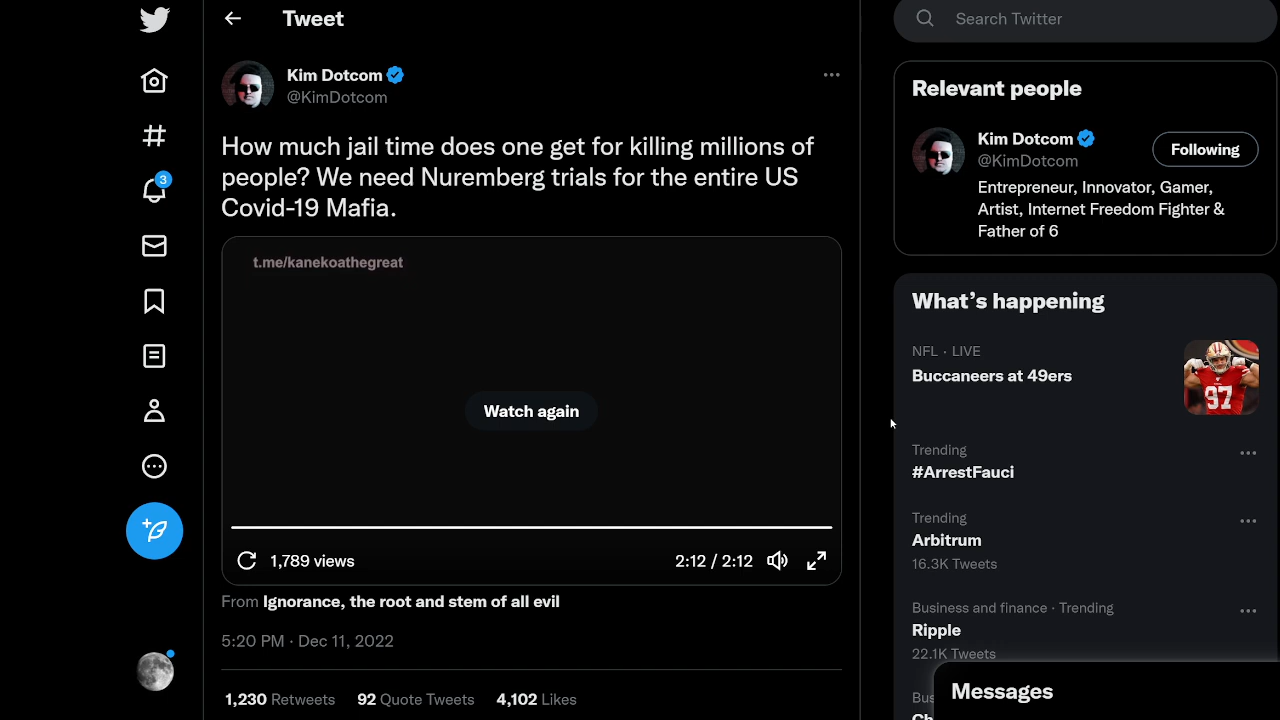 Tweet
Kim Dotcom
@KimDotcom
How much jail time does one get for killing millions of
people? We need Nuremberg trials for the entire US
Covid-19 Mafia.
t.me/kanekoathegreat
Watch again
1,789 views
2:12 / 2:12
From Ignorance, the root and stem of all evil
5:20 PM · Dec 11, 2022
1,230 Retweets 92 Quote Tweets 4,102 Likes
3
Search Twitter
Relevant people
Kim Dotcom
@KimDotcom
Following
Entrepreneur, Innovator, Gamer,
Artist, Internet Freedom Fighter &
Father of 6
What's happening
NFL · LIVE
Buccaneers at 49ers
97
Trending
#ArrestFauci
Trending
Arbitrum
16.3K Tweets
Business and finance · Trending
Ripple
22.1K Tweets
Messages